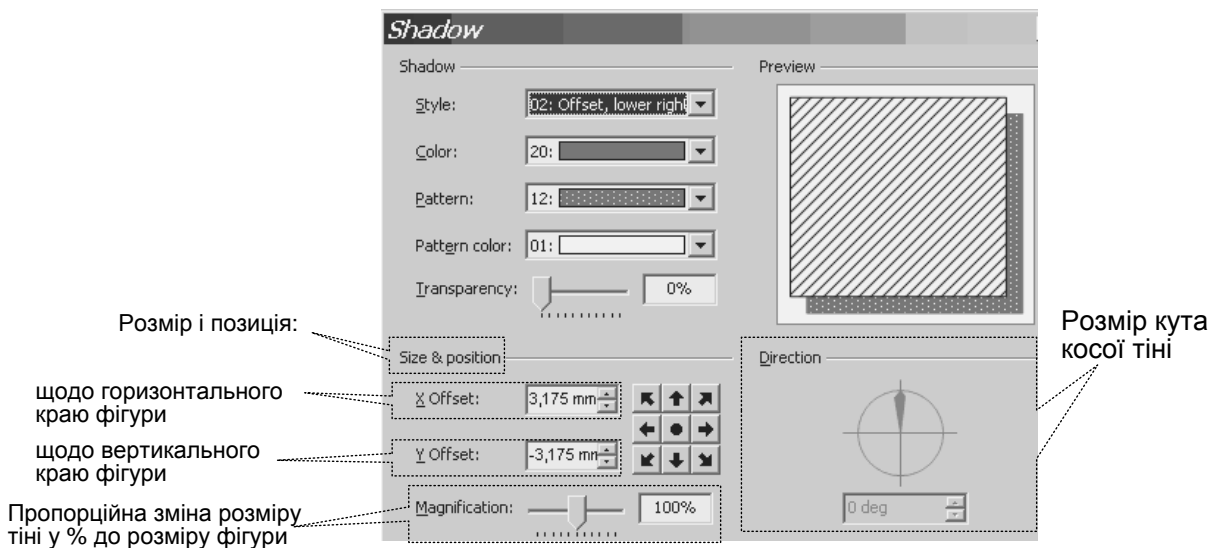 Shadow
Shadow
Preview
Style:
02: Offset, lower right
Color:
20:
Pattern:
12:
Pattern color:
01:
Transparency:
0%
Розмір і позиція:
Розмір кута
косої тіні
Size & position
Direction
щодо горизонтального
краю фігури
X Offset:
3,175 mm
щодо вертикального
краю фігури
Y Offset:
-3,175 mm
Пропорційна зміна розміру
тіні у % до розміру фігури
Magnification:
100%
0 deg